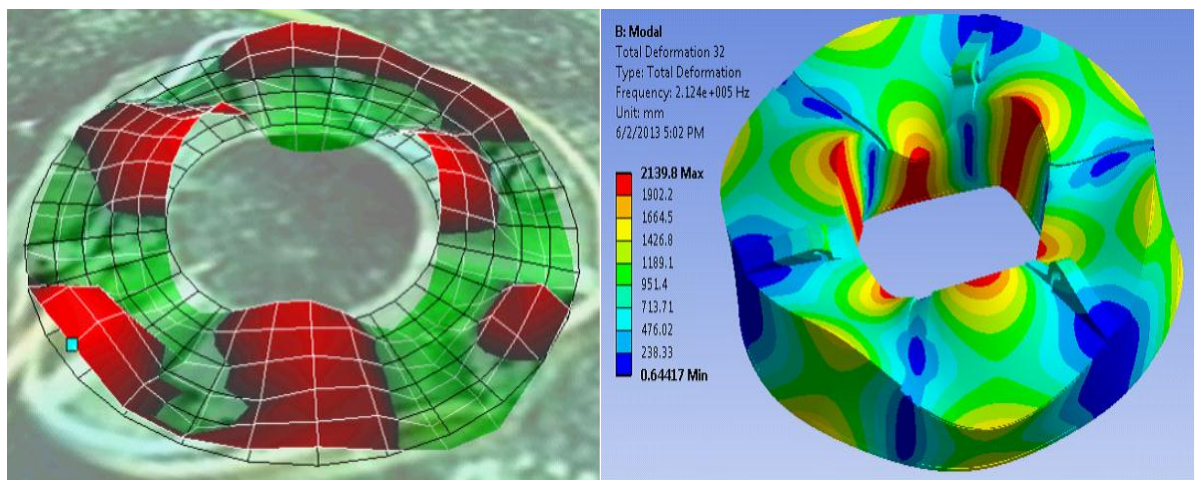 B: Modal
Total Deformation 32
Type: Total Deformation
Frequency: 2.124e+005 Hz
Unit: mm
6/2/2013 5:02 PM
2139.8 Max
1902.2
1664.5
1426.8
1189.1
951.4
713.71
476.02
238.33
0.64417 Min